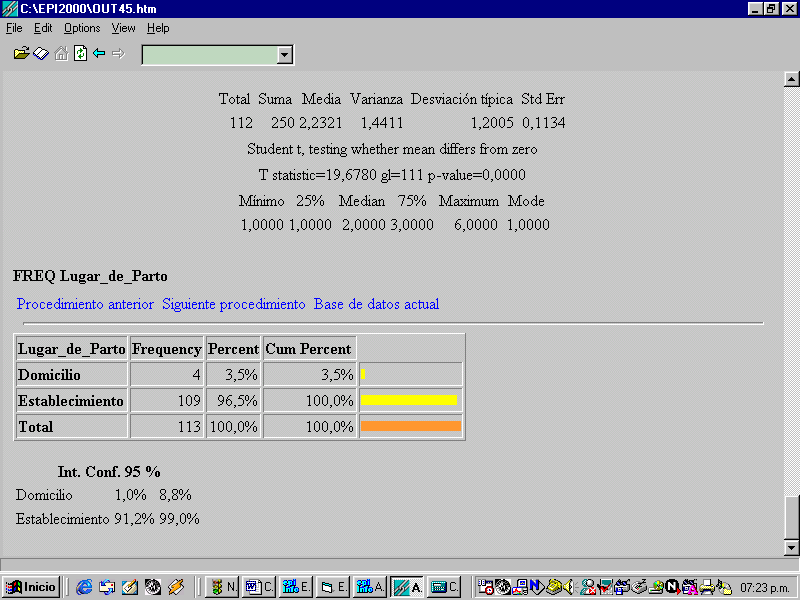 C:\EPI2000\OUT45.htm
File Edit Options View Help
Total Suma Media Varianza Desviación típica Std Err
112 250 2,2321 1,4411 1,2005 0,1134
Student t, testing whether mean differs from zero
T statistic=19,6780 gl=111 p-value=0,0000
Mínimo 25% Median 75% Maximum Mode
1,0000 1,0000 2,0000 3,0000 6,0000 1,0000
FREQ Lugar_de_Parto
Procedimiento anterior Siguiente procedimiento Base de datos actual
Lugar_de_Parto Frequency Percent Cum Percent
Domicilio 4 3,5% 3,5%
Establecimiento 109 96,5% 100,0%
Total 113 100,0% 100,0%
Int. Conf. 95 %
Domicilio 1,0% 8,8%
Establecimiento 91,2% 99,0%
Inicio N. C. E. E. A. A. C. 07:23 p.m.